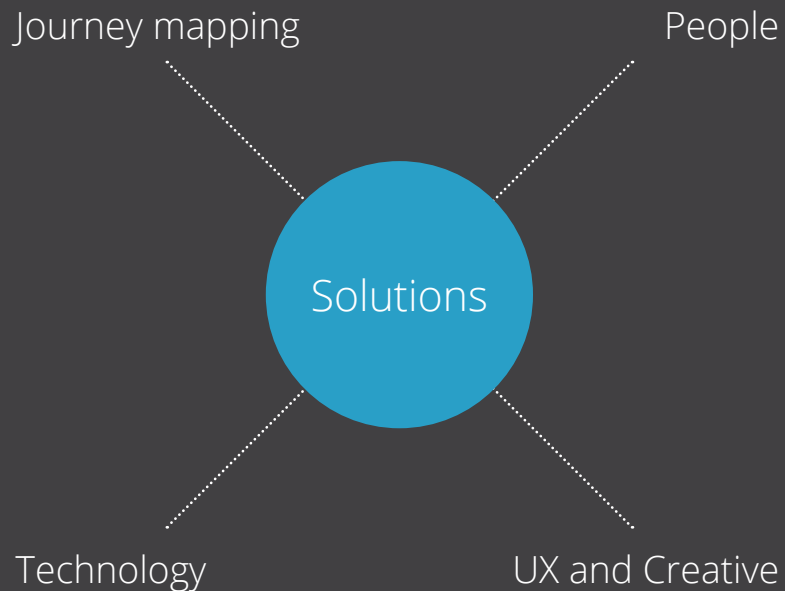 Journey mapping
People
Solutions
Technology
UX and Creative